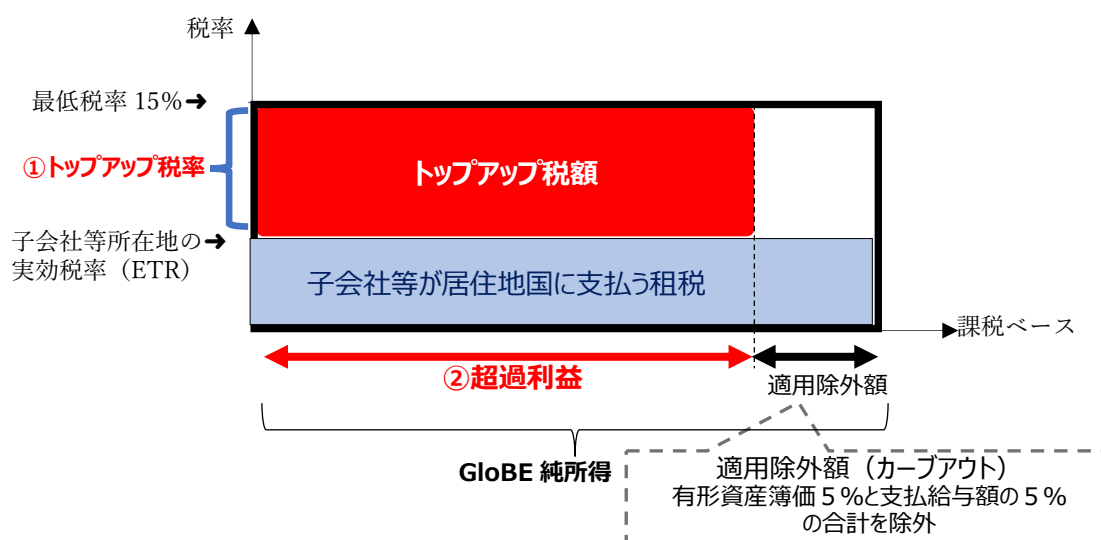 税率
最低税率 15%➔
①トップアップ税率
トップアップ税額
子会社等所在地の➔
実効税率（ETR）
子会社等が居住地国に支払う租税
課税ベース
②超過利益
適用除外額
GloBE 純所得
適用除外額（カーブアウト）
有形資産簿価５%と支払給与額の５%
の合計を除外